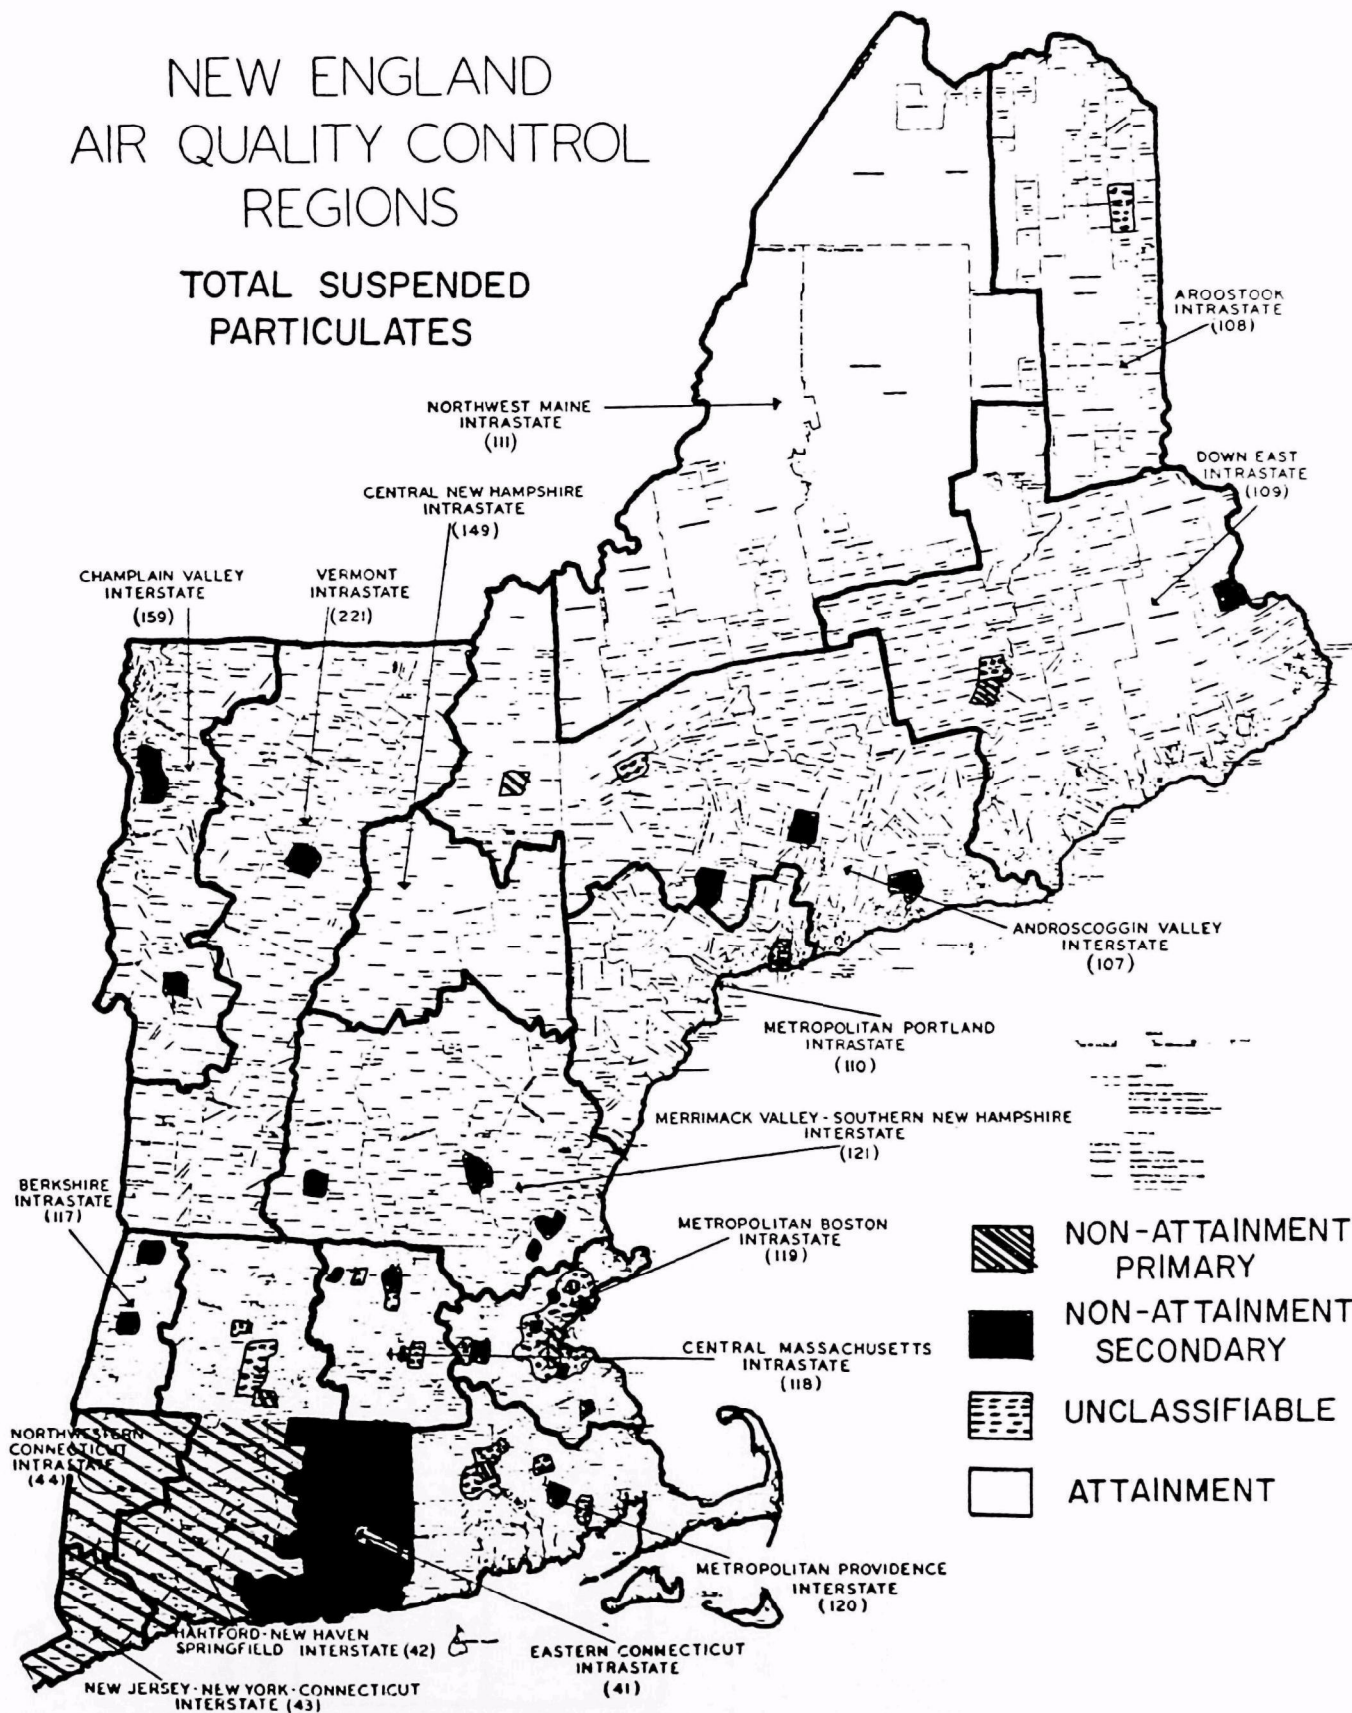 NEW ENGLAND
AIR QUALITY CONTROL
REGIONS
TOTAL SUSPENDED
PARTICULATES
AROOSTOOK
INTRASTATE
(108)
NORTHWEST MAINE
INTRASTATE
(111)
DOWN EAST
INTRASTATE
(109)
CENTRAL NEW HAMPSHIRE
INTRASTATE
(149)
CHAMPLAIN VALLEY
INTERSTATE
(159)
VERMONT
INTRASTATE
(221)
ANDROSCOGGIN VALLEY
INTERSTATE
(107)
METROPOLITAN PORTLAND
INTRASTATE
(110)
MERRIMACK VALLEY-SOUTHERN NEW HAMPSHIRE
INTERSTATE
(121)
BERKSHIRE
INTRASTATE
(117)
METROPOLITAN BOSTON
INTRASTATE
(119)
CENTRAL MASSACHUSETTS
INTRASTATE
(118)
NON-ATTAINMENT
PRIMARY
NON-ATTAINMENT
SECONDARY
UNCLASSIFIABLE
ATTAINMENT
NORTHWESTERN
CONNECTICUT
INTRASTATE
(44)
METROPOLITAN PROVIDENCE
INTERSTATE
(120)
HARTFORD-NEW HAVEN
SPRINGFIELD INTERSTATE (42)
EASTERN CONNECTICUT
INTRASTATE
(41)
NEW JERSEY-NEW YORK-CONNECTICUT
INTERSTATE (43)